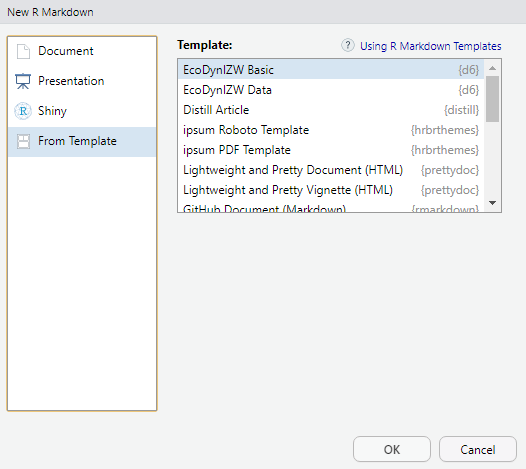 New R Markdown
Document
Presentation
R Shiny
From Template
Template:
? Using R Markdown Templates
EcoDynIZW Basic {d6}
EcoDynIZW Data {d6}
Distill Article {distill}
ipsum Roboto Template {hrbrthemes}
ipsum PDF Template {hrbrthemes}
Lightweight and Pretty Document (HTML) {prettydoc}
Lightweight and Pretty Vignette (HTML) {prettydoc}
GitHub Document (Markdown) {rmarkdown}
OK Cancel